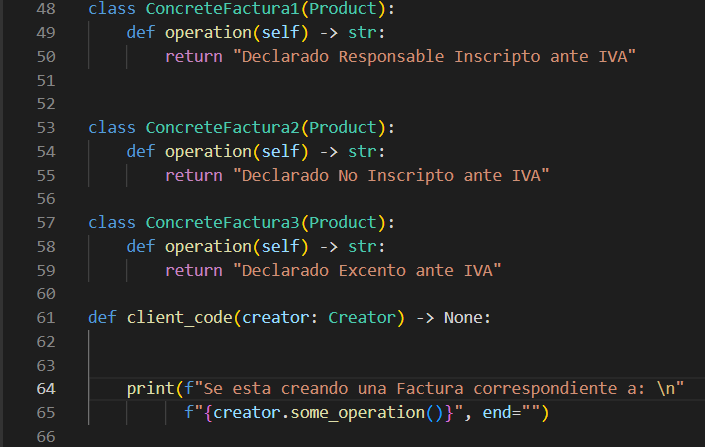 48 class ConcreteFactura1(Product):
49     def operation(self) -> str:
50         return "Declarado Responsable Inscripto ante IVA"
51
52
53 class ConcreteFactura2(Product):
54     def operation(self) -> str:
55         return "Declarado No Inscripto ante IVA"
56
57 class ConcreteFactura3(Product):
58     def operation(self) -> str:
59         return "Declarado Excento ante IVA"
60
61 def client_code(creator: Creator) -> None:
62
63
64     print(f"Se esta creando una Factura correspondiente a: \n"
65           f"{creator.some_operation()}", end="")
66